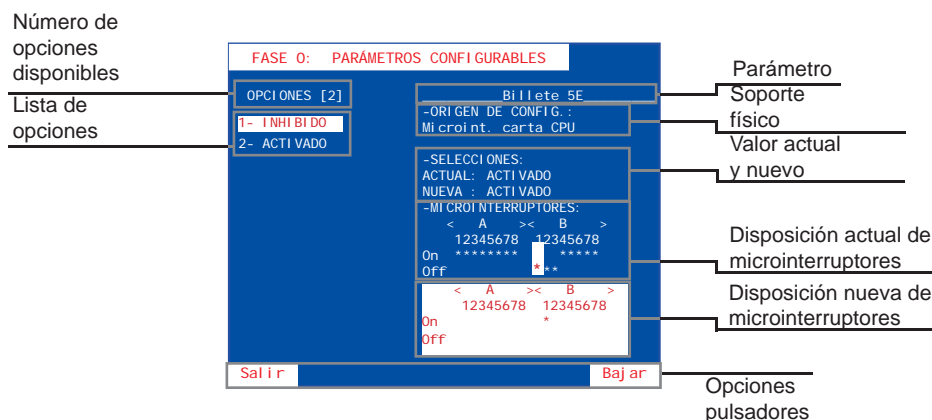 Número de
opciones
disponibles
Lista de
opciones
FASE O: PARÁMETROS CONFIGURABLES
OPCIONES [2]
1- INHIBIDO
2- ACTIVADO
Billete 5E
-ORIGEN DE CONFIG.:
Microint. carta CPU
-SELECCIONES:
ACTUAL: ACTIVADO
NUEVA : ACTIVADO
-MICROINTERRUPTORES:
< A >< B >
12345678 12345678
On ******** *****
Off ***
< A >< B >
12345678 12345678
On *
Off
Salir
Bajar
Parámetro
Soporte
físico
Valor actual
y nuevo
Disposición actual de
microinterruptores
Disposición nueva de
microinterruptores
Opciones
pulsadores